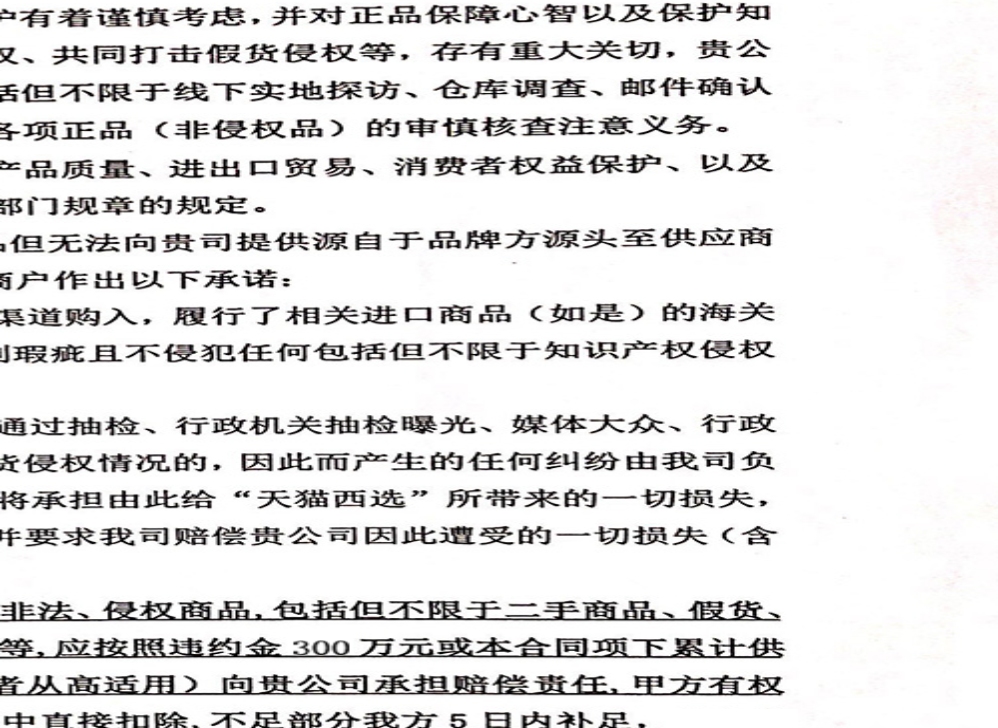 户有着谨慎考虑，并对正品保障心智以及保护知
权、共同打击假货侵权等，存有重大关切，贵公
括但不限于线下实地探访、仓库调查、邮件确认
各项正品（非侵权品）的审慎核查注意义务。
产品质量、进出口贸易、消费者权益保护、以及
部门规章的规定。
但无法向贵司提供源自于品牌方源头至供应商
商户作出以下承诺：
渠道购入，履行了相关进口商品（如是）的海关
瑕疵且不侵犯任何包括但不限于知识产权侵权
通过抽检、行政机关抽检曝光、媒体大众、行政
货侵权情况的，因此而产生的任何纠纷由我司负
将承担由此给“天猫西选”所带来的一切损失，
并要求我司赔偿贵公司因此遭受的一切损失（含
非法、侵权商品，包括但不限于二手商品、假货、
等，应按照违约金 300 万元或本合同项下累计供
者从高适用）向贵公司承担赔偿责任，甲方有权
中直接扣除，不足部分我方 5 日内补足，